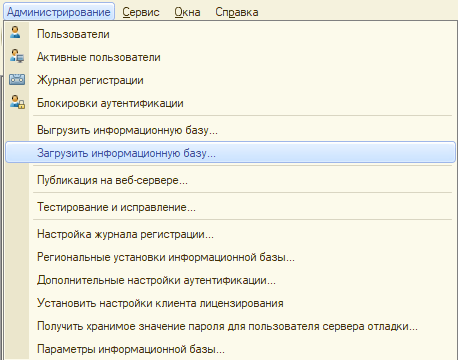 Администрирование Сервис Окна Справка
Пользователи
Активные пользователи
Журнал регистрации
Блокировки аутентификации
Выгрузить информационную базу...
Загрузить информационную базу...
Публикация на веб-сервере...
Тестирование и исправление...
Настройка журнала регистрации...
Региональные установки информационной базы...
Дополнительные настройки аутентификации...
Установить настройки клиента лицензирования
Получить хранимое значение пароля для пользователя сервера отладки...
Параметры информационной базы...